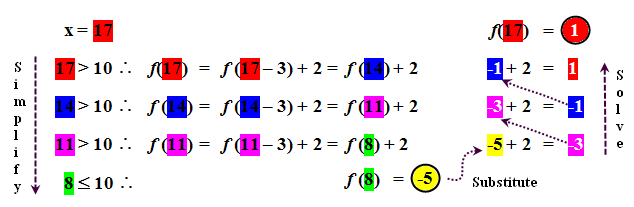 x = 17 f(17) = 1
17 > 10 ∴ f(17) = f(17 – 3) + 2 = f(14) + 2 -1 + 2 = 1
14 > 10 ∴ f(14) = f(14 – 3) + 2 = f(11) + 2 -3 + 2 = -1
11 > 10 ∴ f(11) = f(11 – 3) + 2 = f(8) + 2 -5 + 2 = -3
8 ≤ 10 ∴ f(8) = -5 Substitute
Simplify
Solve